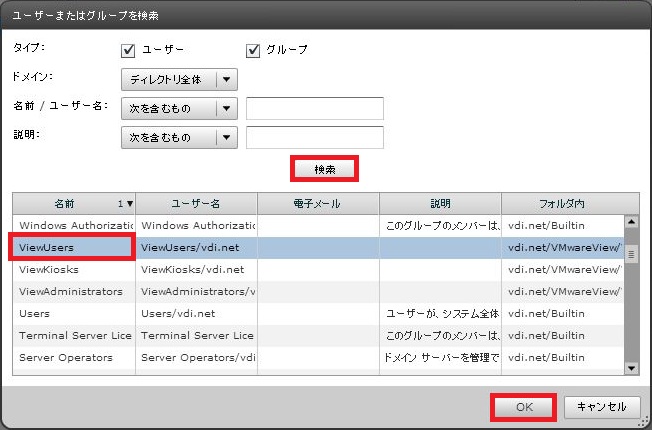 ユーザーまたはグループを検索
タイプ: ユーザー グループ
ドメイン: ディレクトリ全体
名前 / ユーザー名: 次を含むもの
説明: 次を含むもの
検索
名前 1 ユーザー名 電子メール 説明 フォルダ内
Windows Authorizatio Windows Authorizatio このグループのメンバーは、 vdi.net/Builtin
ViewUsers ViewUsers/vdi.net vdi.net/VMwareView/
ViewKiosks ViewKiosks/vdi.net vdi.net/VMwareView/
ViewAdministrators ViewAdministrators/v vdi.net/VMwareView/
Users Users/vdi.net ユーザーが、システム全体 vdi.net/Builtin
Terminal Server Lice Terminal Server Lice このグループのメンバーは、 vdi.net/Builtin
Server Operators Server Operators/vdi ドメイン サーバーを管理で vdi.net/Builtin
OK キャンセル